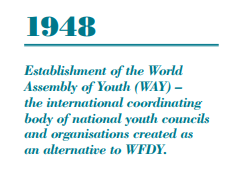 1948
Establishment of the World
Assembly of Youth (WAY) –
the international coordinating
body of national youth councils
and organisations created as
an alternative to WFDY.